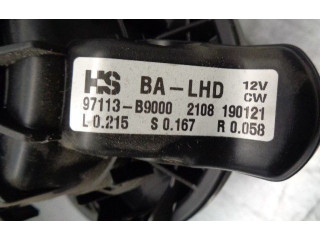 HS BA-LHD 12V CW
97113-B9000 2108 190121
L-0.215 S 0.167 R 0.058